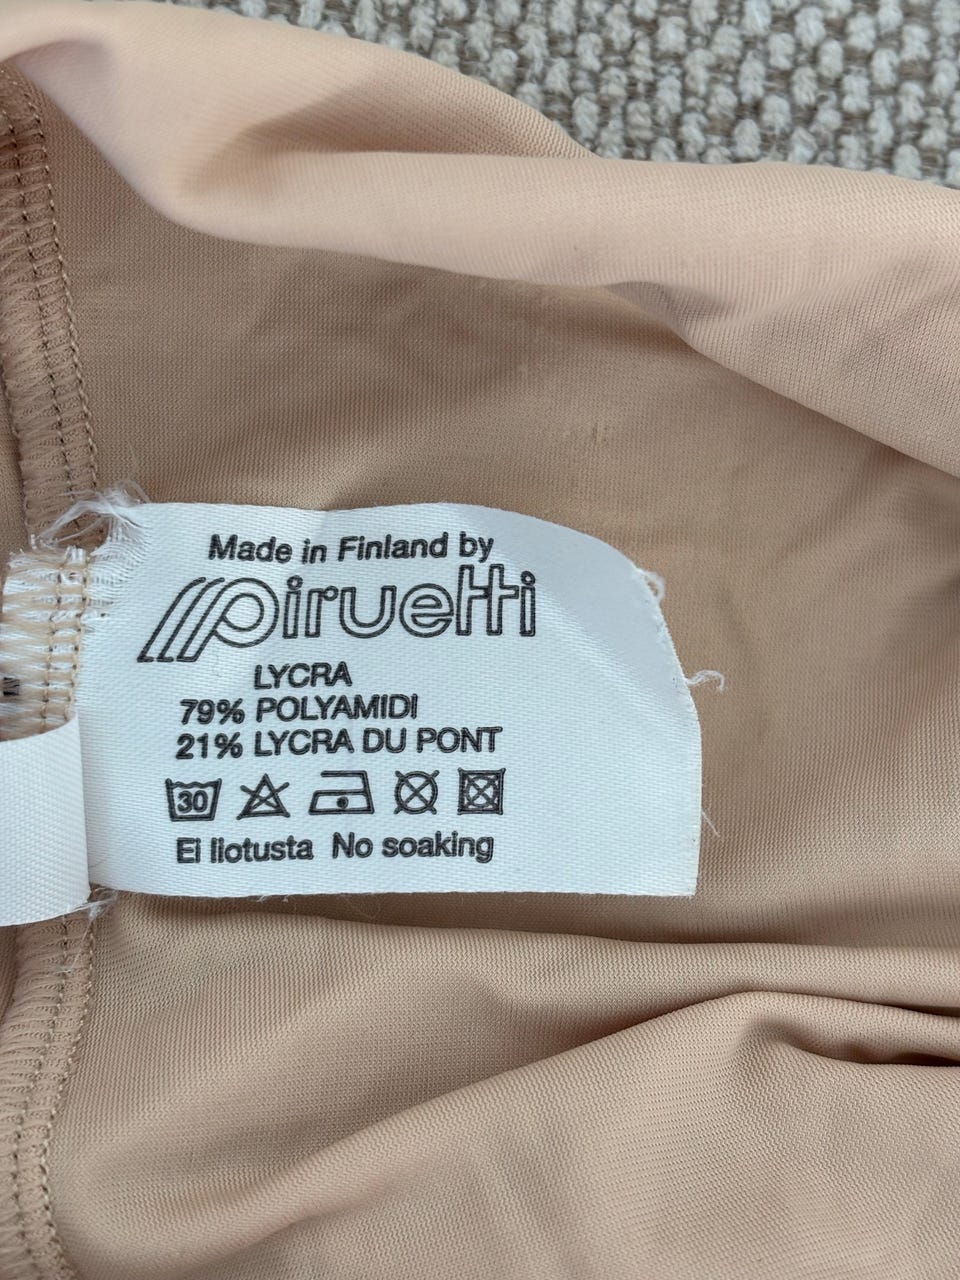 Made in Finland by
piruetti
LYCRA
79% POLYAMIDI
21% LYCRA DU PONT
30
Ei liotusta No soaking